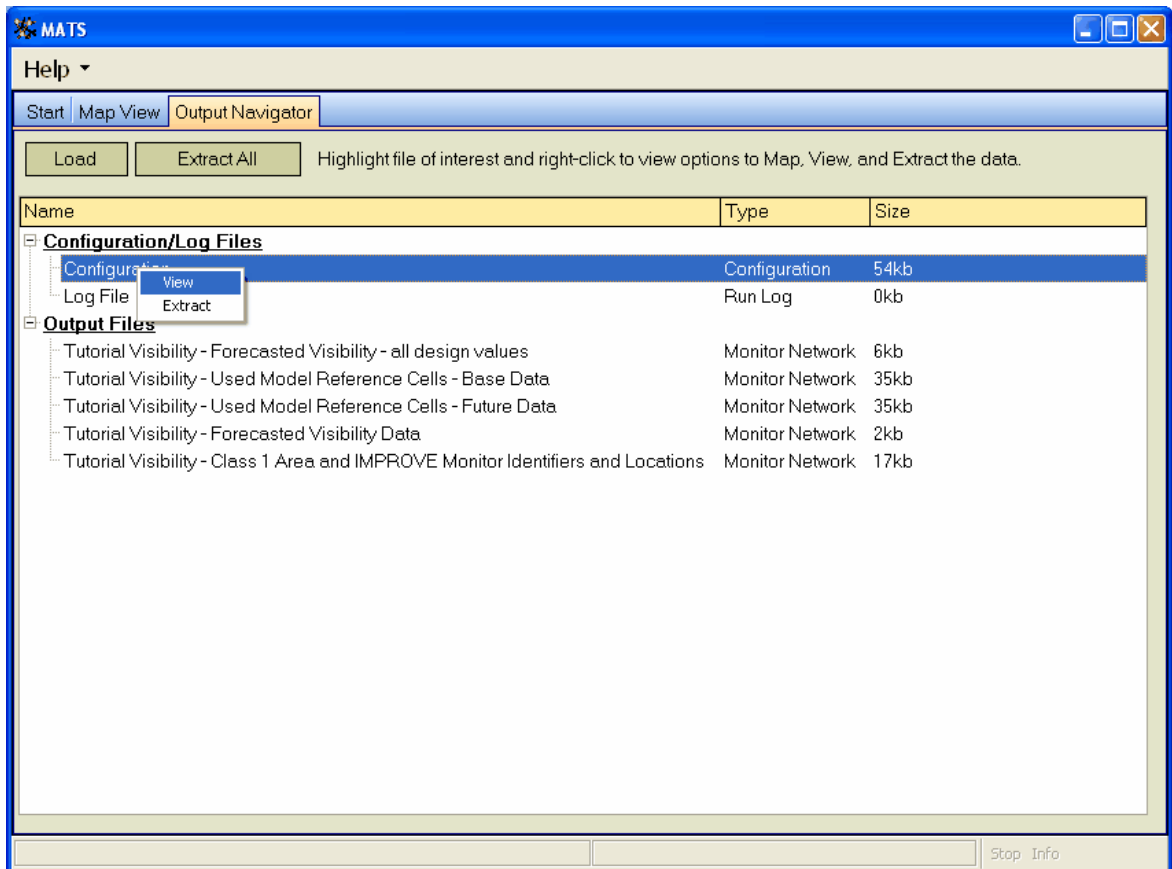 MATS
Help
Start Map View Output Navigator
Load Extract All Highlight file of interest and right-click to view options to Map, View, and Extract the data.
Name Type Size
Configuration/Log Files
Configuration Configuration 54kb
View
Log File Run Log 0kb
Extract
Output Files
Tutorial Visibility - Forecasted Visibility - all design values Monitor Network 6kb
Tutorial Visibility - Used Model Reference Cells - Base Data Monitor Network 35kb
Tutorial Visibility - Used Model Reference Cells - Future Data Monitor Network 35kb
Tutorial Visibility - Forecasted Visibility Data Monitor Network 2kb
Tutorial Visibility - Class 1 Area and IMPROVE Monitor Identifiers and Locations Monitor Network 17kb
Stop Info